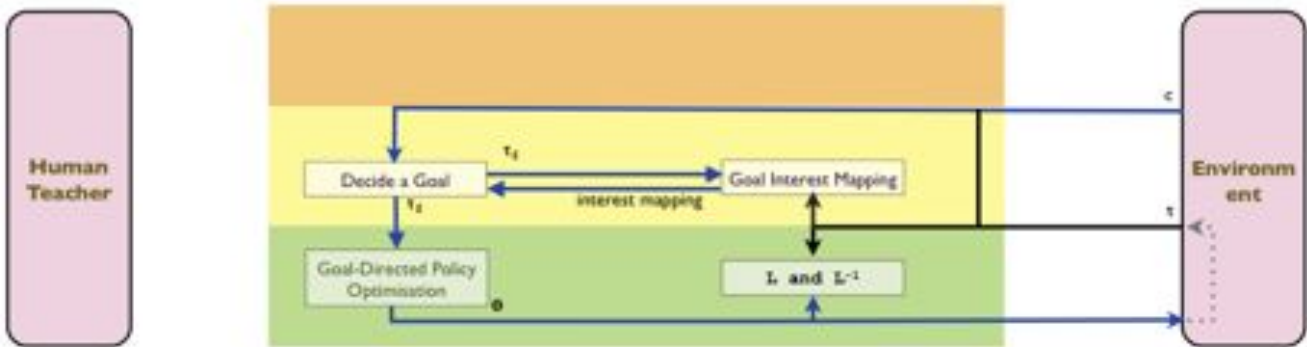 Human
Teacher
c
τg
Decide a Goal
Goal Interest Mapping
interest mapping
τg
Environm
ent
τ
Goal-Directed Policy
Optimisation
L and L⁻¹
θ